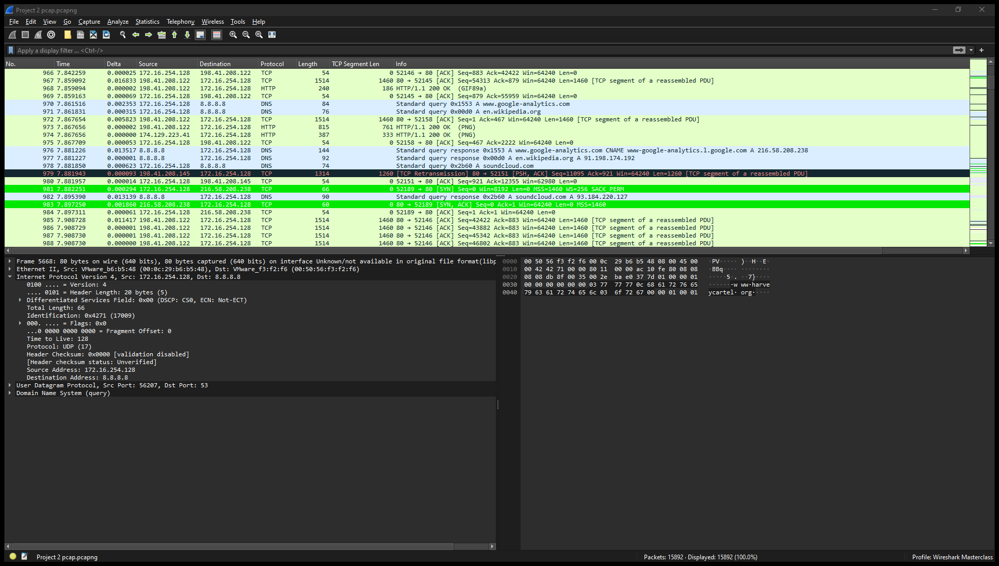 Project 2 pcap.pcapng
File Edit View Go Capture Analyze Statistics Telephony Wireless Tools Help
Apply a display filter ... <Ctrl-/>
No. Time Delta Source Destination Protocol Length TCP Segment Len Info
966 7.842259 0.000025 172.16.254.128 198.41.208.122 TCP 54 0 52146 → 80 [ACK] Seq=883 Ack=42422 Win=64240 Len=0
967 7.859092 0.016833 198.41.208.122 172.16.254.128 TCP 1514 1460 80 → 52145 [ACK] Seq=54313 Ack=879 Win=64240 Len=1460 [TCP segment of a reassembled PDU]
968 7.859094 0.000002 198.41.208.122 172.16.254.128 HTTP 240 186 HTTP/1.1 200 OK (GIF89a)
969 7.859163 0.000069 172.16.254.128 198.41.208.122 TCP 54 0 52145 → 80 [ACK] Seq=879 Ack=55959 Win=64240 Len=0
970 7.861516 0.002353 172.16.254.128 8.8.8.8 DNS 84 Standard query 0x1553 A www.google-analytics.com
971 7.861831 0.000315 172.16.254.128 8.8.8.8 DNS 76 Standard query 0x00d0 A en.wikipedia.org
972 7.867654 0.005823 198.41.208.122 172.16.254.128 TCP 1514 1460 80 → 52158 [ACK] Seq=1 Ack=467 Win=64240 Len=1460 [TCP segment of a reassembled PDU]
973 7.867656 0.000002 198.41.208.122 172.16.254.128 HTTP 815 761 HTTP/1.1 200 OK (PNG)
974 7.867656 0.000000 174.129.223.41 172.16.254.128 HTTP 387 333 HTTP/1.1 200 OK (PNG)
975 7.867709 0.000053 172.16.254.128 198.41.208.122 TCP 54 0 52158 → 80 [ACK] Seq=467 Ack=2222 Win=64240 Len=0
976 7.881226 0.013517 8.8.8.8 172.16.254.128 DNS 144 Standard query response 0x1553 A www.google-analytics.com CNAME www-google-analytics.l.google.com A 216.58.208.238
977 7.881227 0.000001 8.8.8.8 172.16.254.128 DNS 92 Standard query response 0x00d0 A en.wikipedia.org A 91.198.174.192
978 7.881850 0.000623 172.16.254.128 8.8.8.8 DNS 74 Standard query 0x2b60 A soundcloud.com
979 7.881943 0.000093 198.41.208.145 172.16.254.128 TCP 1314 1260 [TCP Retransmission] 80 → 52151 [PSH, ACK] Seq=11095 Ack=921 Win=64240 Len=1260 [TCP segment of a reassembled PDU]
980 7.881957 0.000014 172.16.254.128 198.41.208.145 TCP 54 0 52151 → 80 [ACK] Seq=921 Ack=12355 Win=62980 Len=0
981 7.882251 0.000294 172.16.254.128 216.58.208.238 TCP 66 0 52189 → 80 [SYN] Seq=0 Win=8192 Len=0 MSS=1460 WS=256 SACK_PERM
982 7.895390 0.013139 8.8.8.8 172.16.254.128 DNS 90 Standard query response 0x2b60 A soundcloud.com A 93.184.220.127
983 7.897250 0.001860 216.58.208.238 172.16.254.128 TCP 60 0 80 → 52189 [SYN, ACK] Seq=0 Ack=1 Win=64240 Len=0 MSS=1460
984 7.897311 0.000061 172.16.254.128 216.58.208.238 TCP 54 0 52189 → 80 [ACK] Seq=1 Ack=1 Win=64240 Len=0
985 7.908728 0.011417 198.41.208.122 172.16.254.128 TCP 1514 1460 80 → 52146 [ACK] Seq=42422 Ack=883 Win=64240 Len=1460 [TCP segment of a reassembled PDU]
986 7.908729 0.000001 198.41.208.122 172.16.254.128 TCP 1514 1460 80 → 52146 [ACK] Seq=43882 Ack=883 Win=64240 Len=1460 [TCP segment of a reassembled PDU]
987 7.908730 0.000001 198.41.208.122 172.16.254.128 TCP 1514 1460 80 → 52146 [ACK] Seq=45342 Ack=883 Win=64240 Len=1460 [TCP segment of a reassembled PDU]
988 7.908730 0.000000 198.41.208.122 172.16.254.128 TCP 1514 1460 80 → 52146 [ACK] Seq=46802 Ack=883 Win=64240 Len=1460 [TCP segment of a reassembled PDU]
Frame 5668: 80 bytes on wire (640 bits), 80 bytes captured (640 bits) on interface Unknown/not available in original file format(libp
Ethernet II, Src: VMware_b6:b5:48 (00:0c:29:b6:b5:48), Dst: VMware_f3:f2:f6 (00:50:56:f3:f2:f6)
Internet Protocol Version 4, Src: 172.16.254.128, Dst: 8.8.8.8
0100 .... = Version: 4
.... 0101 = Header Length: 20 bytes (5)
Differentiated Services Field: 0x00 (DSCP: CS0, ECN: Not-ECT)
Total Length: 66
Identification: 0x4271 (17009)
000. .... = Flags: 0x0
...0 0000 0000 0000 = Fragment Offset: 0
Time to Live: 128
Protocol: UDP (17)
Header Checksum: 0x0000 [validation disabled]
[Header checksum status: Unverified]
Source Address: 172.16.254.128
Destination Address: 8.8.8.8
User Datagram Protocol, Src Port: 56207, Dst Port: 53
Domain Name System (query)
0000 00 50 56 f3 f2 f6 00 0c 29 b6 b5 48 08 00 45 00 ·PV····· )··H··E·
0010 00 42 42 71 00 00 80 11 00 00 ac 10 fe 80 08 08 ·BBq···· ········
0020 08 08 db 8f 00 35 00 2e ba e0 37 7d 01 00 00 01 ·····5·. ··7}····
0030 00 00 00 00 00 00 03 77 77 77 0c 68 61 72 76 65 ·······w ww·harve
0040 79 63 61 72 74 65 6c 03 6f 72 67 00 00 01 00 01 ycartel· org·····
Project 2 pcap.pcapng
Packets: 15892 · Displayed: 15892 (100.0%)
Profile: Wireshark Masterclass